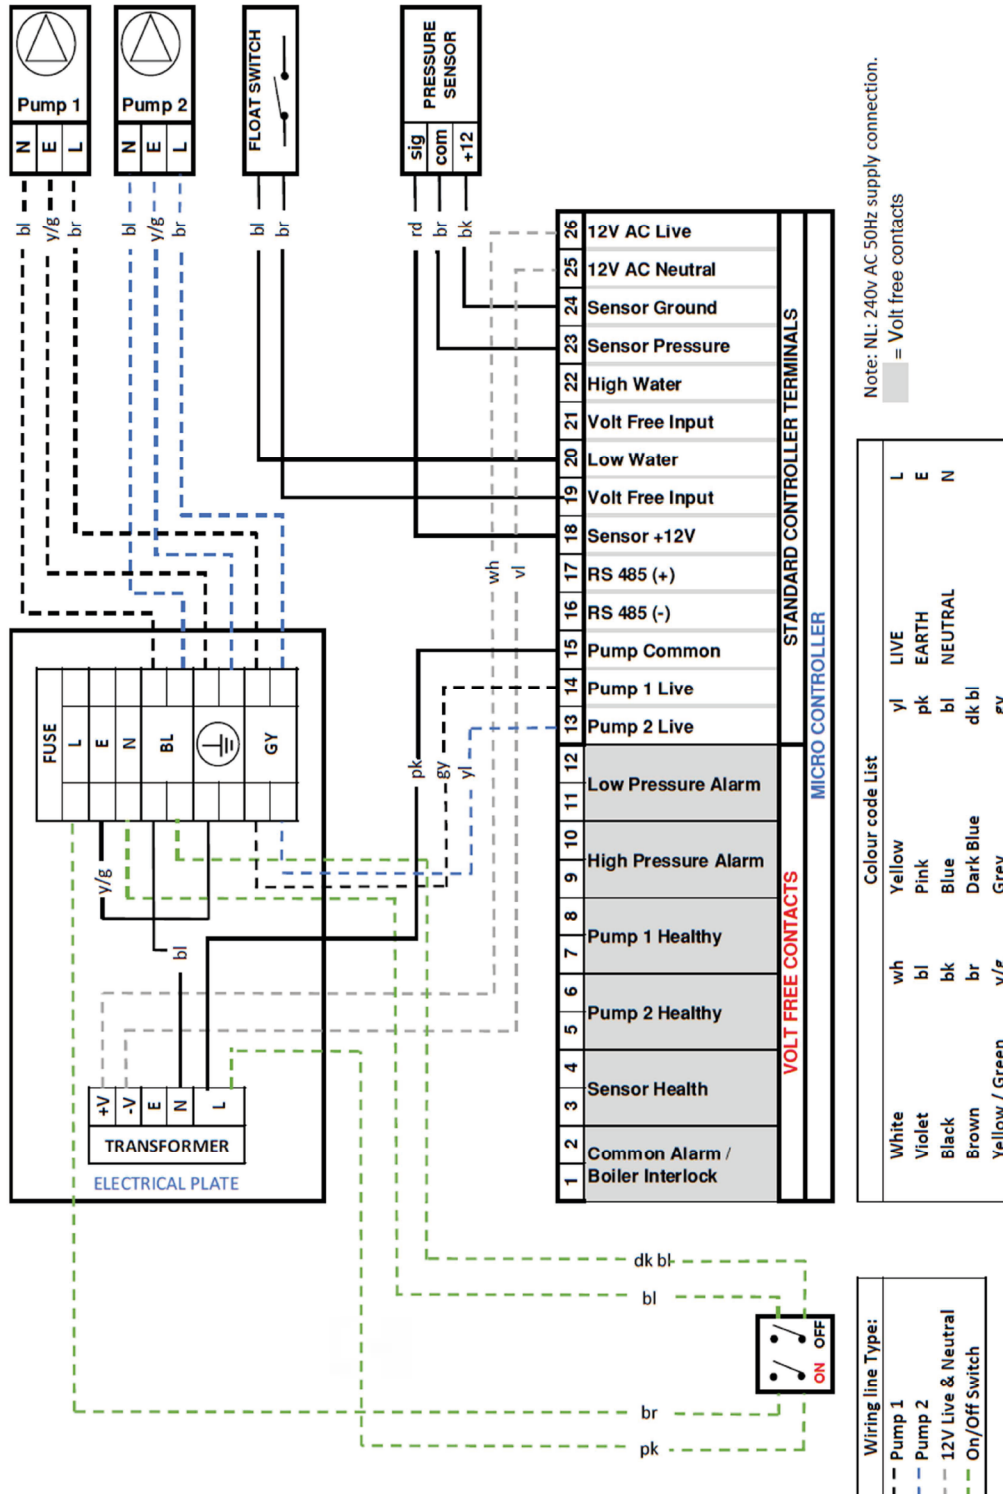 Pump 1
N
E
L
Pump 2
N
E
L
FLOAT SWITCH
PRESSURE
SENSOR
sig
com
+12
bl
y/g
br
bl
y/g
br
bl
br
rd
br
bk
26 12V AC Live
25 12V AC Neutral
24 Sensor Ground
23 Sensor Pressure
22 High Water
21 Volt Free Input
20 Low Water
19 Volt Free Input
18 Sensor +12V
17 RS 485 (+)
16 RS 485 (-)
15 Pump Common
14 Pump 1 Live
13 Pump 2 Live
12
11
Low Pressure Alarm
10
9
High Pressure Alarm
8
7
Pump 1 Healthy
6
5
Pump 2 Healthy
4
3
Sensor Health
2
1
Common Alarm /
Boiler Interlock
STANDARD CONTROLLER TERMINALS
VOLT FREE CONTACTS
MICRO CONTROLLER
wh
vl
pk
gy
yl
FUSE
L
E
N
BL
GY
y/g
bl
+V
-V
E
N
L
TRANSFORMER
ELECTRICAL PLATE
dk bl
bl
br
pk
ON OFF
Note: NL: 240v AC 50Hz supply connection.
= Volt free contacts
Colour code List
White wh Yellow yl LIVE L
Violet bl Pink pk EARTH E
Black bk Blue bl NEUTRAL N
Brown br Dark Blue dk bl
Yellow / Green y/g Grey gy
Wiring line Type:
Pump 1
Pump 2
12V Live & Neutral
On/Off Switch